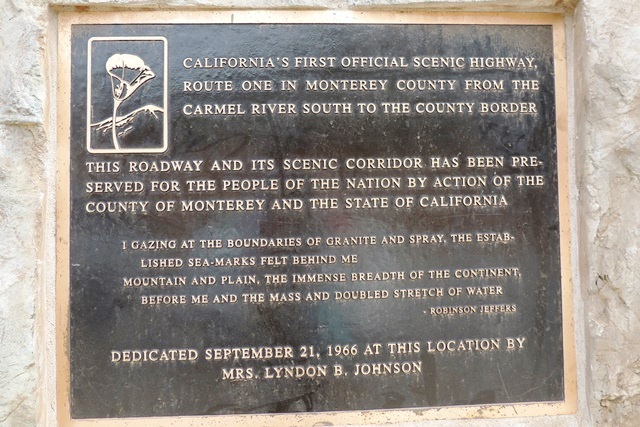 CALIFORNIA'S FIRST OFFICIAL SCENIC HIGHWAY,
ROUTE ONE IN MONTEREY COUNTY FROM THE
CARMEL RIVER SOUTH TO THE COUNTY BORDER
THIS ROADWAY AND ITS SCENIC CORRIDOR HAS BEEN PRE-
SERVED FOR THE PEOPLE OF THE NATION BY ACTION OF THE
COUNTY OF MONTEREY AND THE STATE OF CALIFORNIA
I GAZING AT THE BOUNDARIES OF GRANITE AND SPRAY, THE ESTAB-
LISHED SEA-MARKS FELT BEHIND ME
MOUNTAIN AND PLAIN, THE IMMENSE BREADTH OF THE CONTINENT,
BEFORE ME AND THE MASS AND DOUBLED STRETCH OF WATER
- ROBINSON JEFFERS
DEDICATED SEPTEMBER 21, 1966 AT THIS LOCATION BY
MRS. LYNDON B. JOHNSON